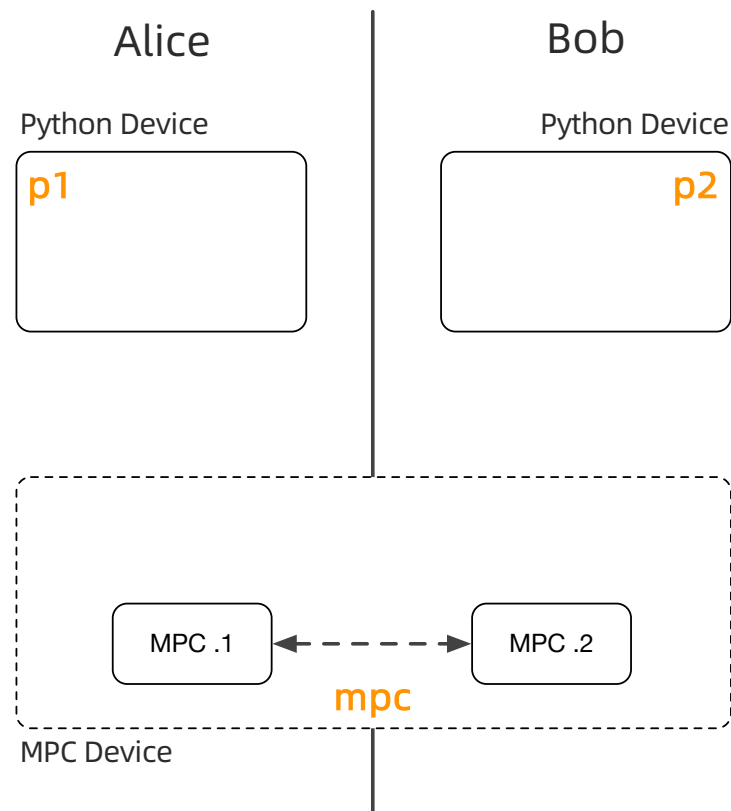 Alice
Bob
Python Device
Python Device
p1
p2
MPC .1
MPC .2
mpc
MPC Device